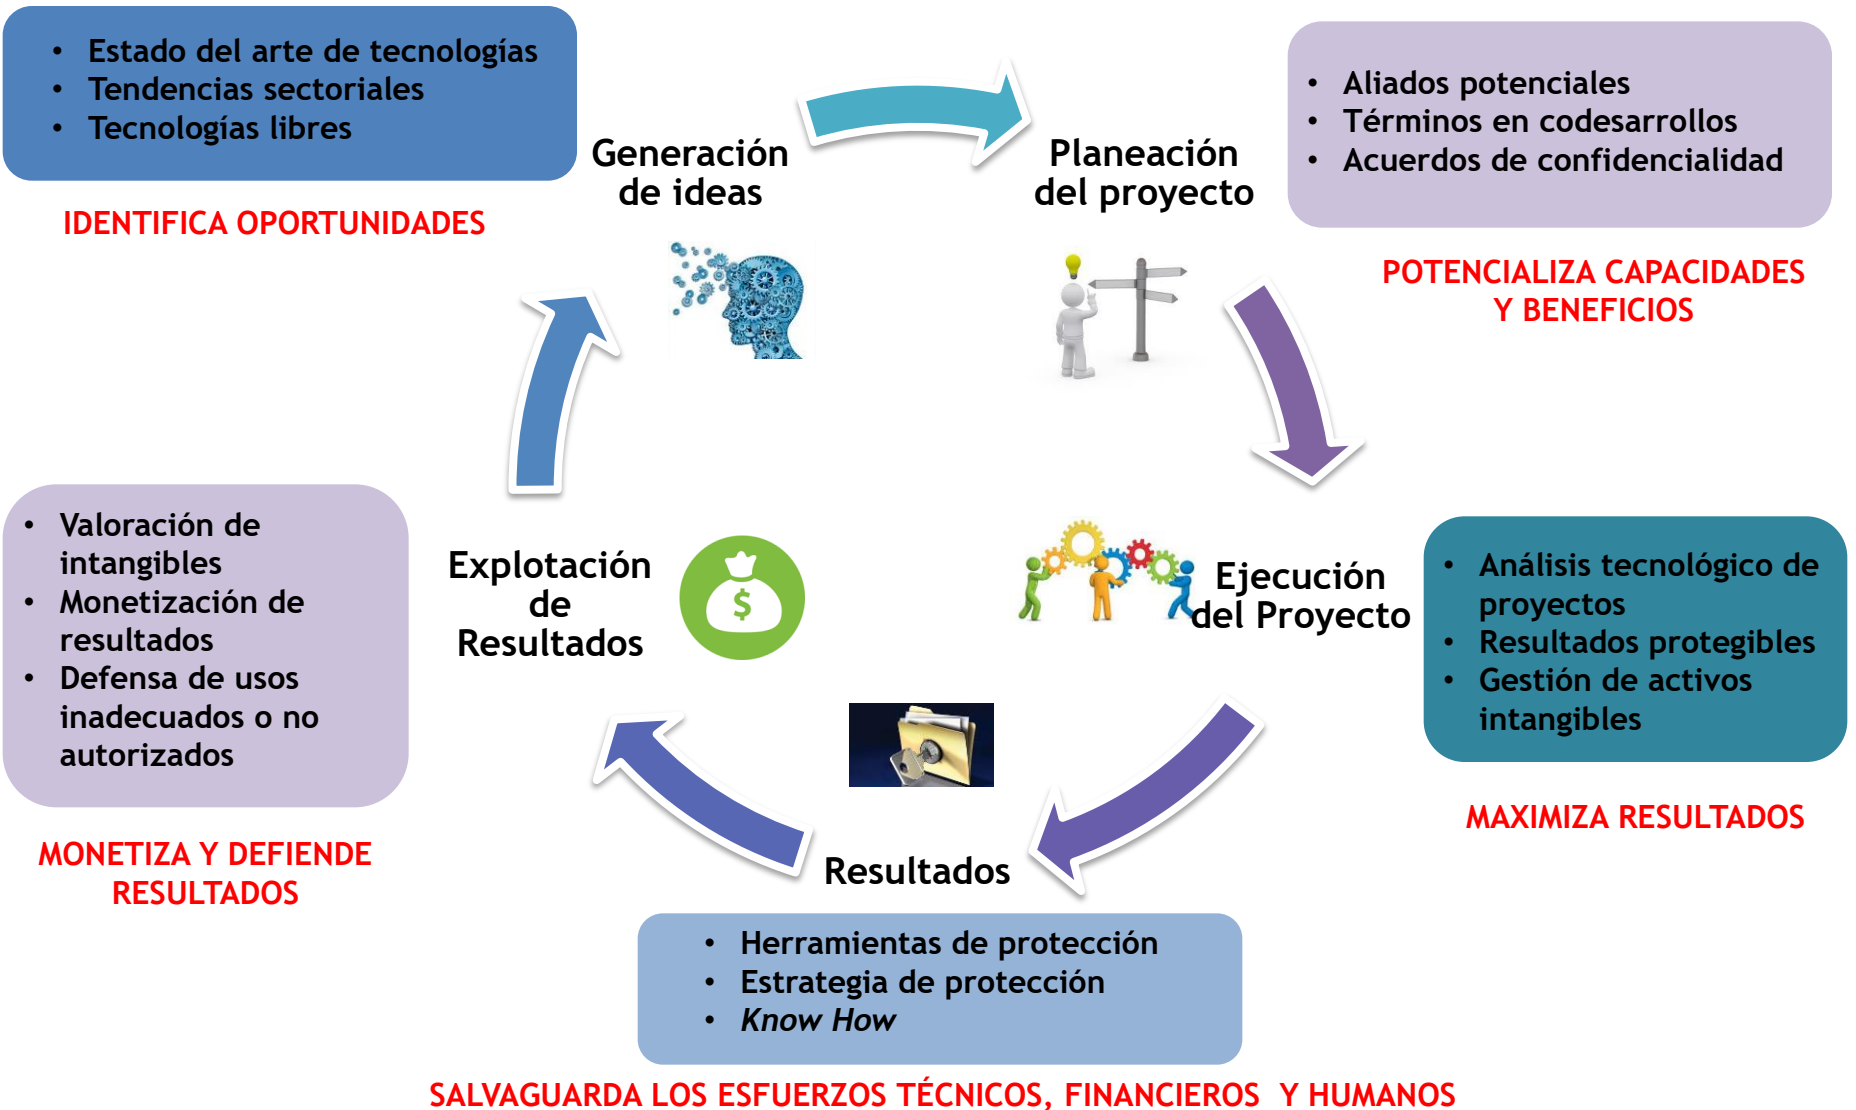 • Estado del arte de tecnologías
• Tendencias sectoriales
• Tecnologías libres
IDENTIFICA OPORTUNIDADES
Generación
de ideas
Planeación
del proyecto
• Aliados potenciales
• Términos en codesarrollos
• Acuerdos de confidencialidad
POTENCIALIZA CAPACIDADES
Y BENEFICIOS
Ejecución
del Proyecto
• Análisis tecnológico de
proyectos
• Resultados protegibles
• Gestión de activos
intangibles
MAXIMIZA RESULTADOS
Resultados
• Herramientas de protección
• Estrategia de protección
• Know How
SALVAGUARDA LOS ESFUERZOS TÉCNICOS, FINANCIEROS Y HUMANOS
Explotación
de
Resultados
$
• Valoración de
intangibles
• Monetización de
resultados
• Defensa de usos
inadecuados o no
autorizados
MONETIZA Y DEFIENDE
RESULTADOS